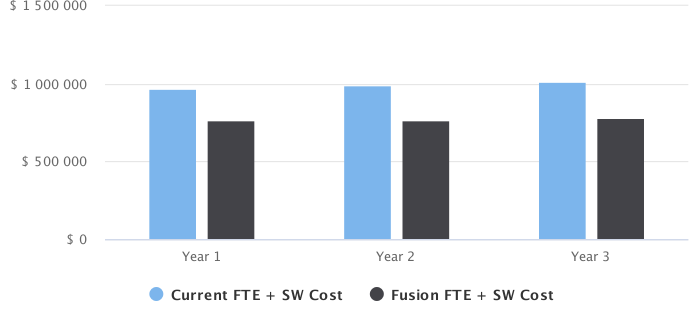 $ 1 500 000
$ 1 000 000
$ 500 000
$ 0
Year 1 Year 2 Year 3
Current FTE + SW Cost Fusion FTE + SW Cost